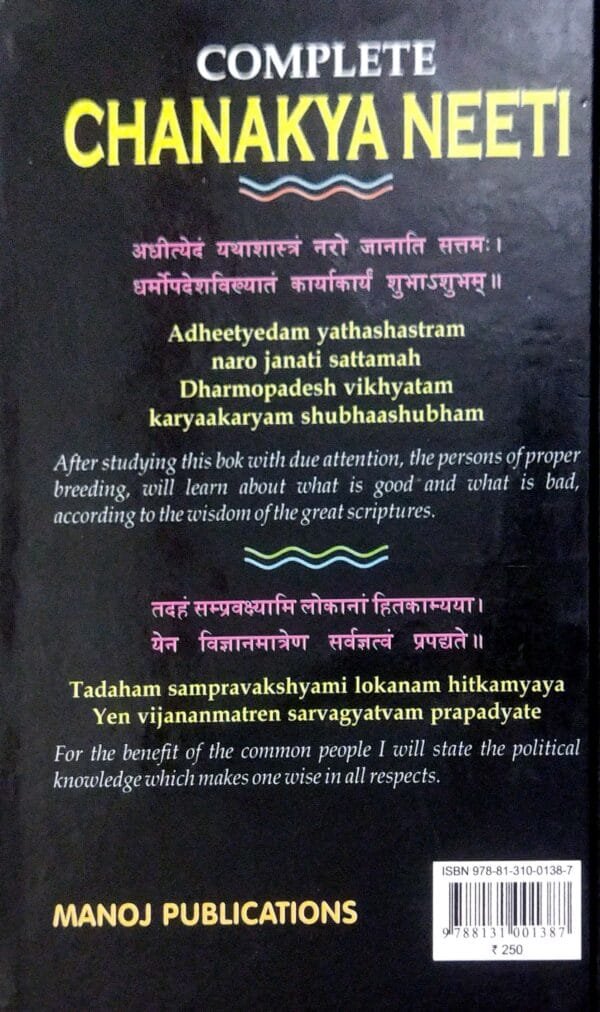 COMPLETE
CHANAKYA NEETI
अधीत्येदं यथाशास्त्रं नरो जानाति सत्तमः।
धर्मोपदेशविख्यातं कार्याकार्यं शुभाऽशुभम्॥
Adheetyedam yathashastram
naro janati sattamah
Dharmopadesh vikhyatam
karyaakaryam shubhaashubham
After studying this bok with due attention, the persons of proper
breeding, will learn about what is good and what is bad,
according to the wisdom of the great scriptures.
तदहं सम्प्रवक्ष्यामि लोकानां हितकाम्यया।
येन विज्ञानमात्रेण सर्वज्ञत्वं प्रपद्यते॥
Tadaham sampravakshyami lokanam hitkamyaya
Yen vijananmatren sarvagyatvam prapadyate
For the benefit of the common people I will state the political
knowledge which makes one wise in all respects.
ISBN 978-81-310-0138-7
MANOJ PUBLICATIONS
9788131001387
₹ 250